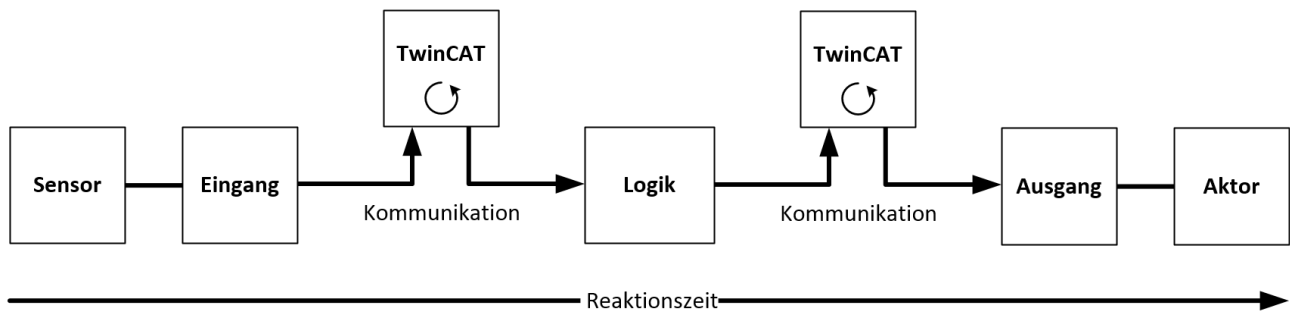 TwinCAT
TwinCAT
Sensor
Eingang
Logik
Ausgang
Aktor
Kommunikation
Kommunikation
Reaktionszeit